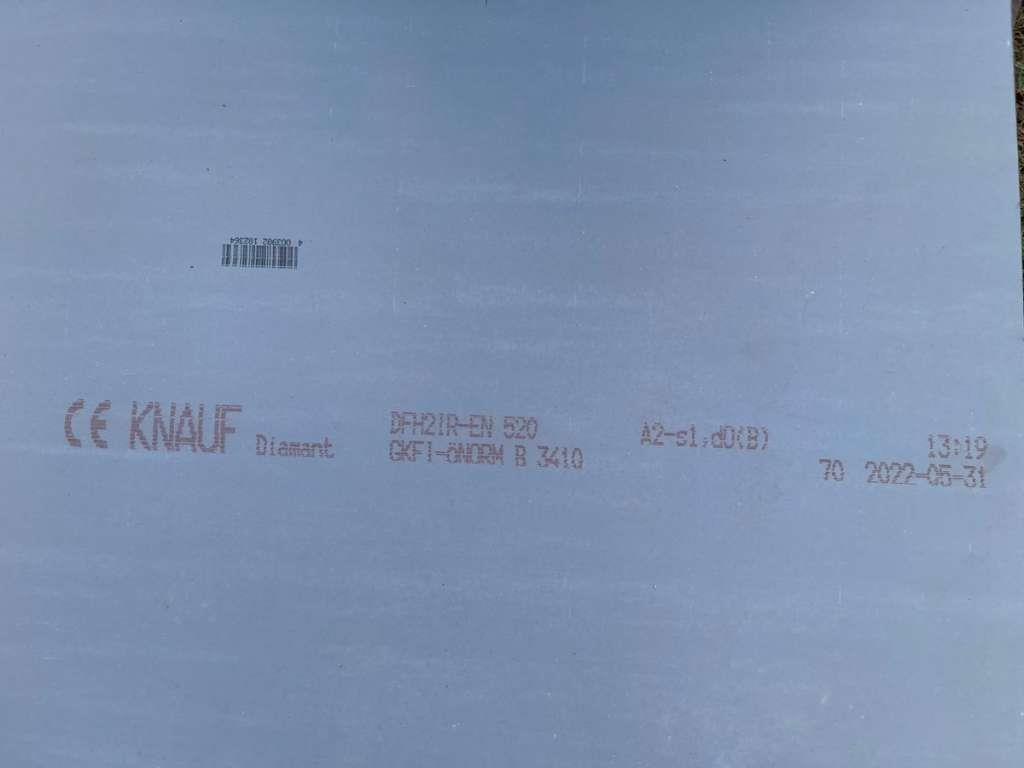 4 003982 182364
CE KNAUF Diamant
DFH2IR-EN 520
GKFI-ÖNORM B 3410
A2-s1,d0(B)
13:19
70 2022-05-31